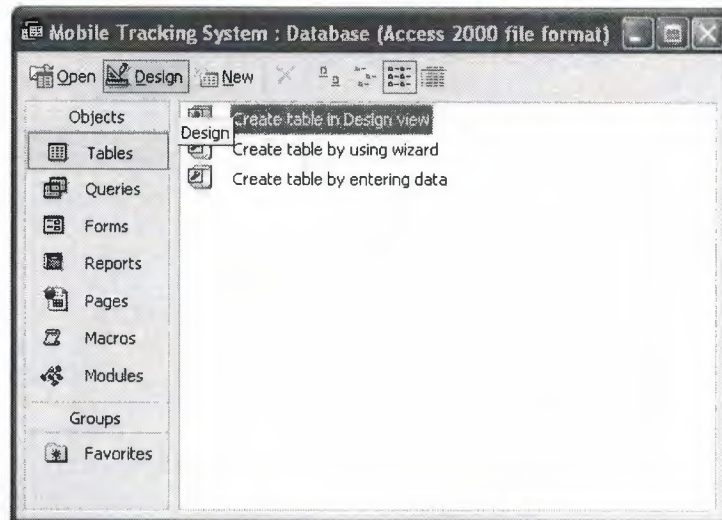 Mobile Tracking System : Database (Access 2000 file format)
Open Design New
Objects
Tables
Queries
Forms
Reports
Pages
Macros
Modules
Groups
Favorites
Create table in Design view
Design
Create table by using wizard
Create table by entering data